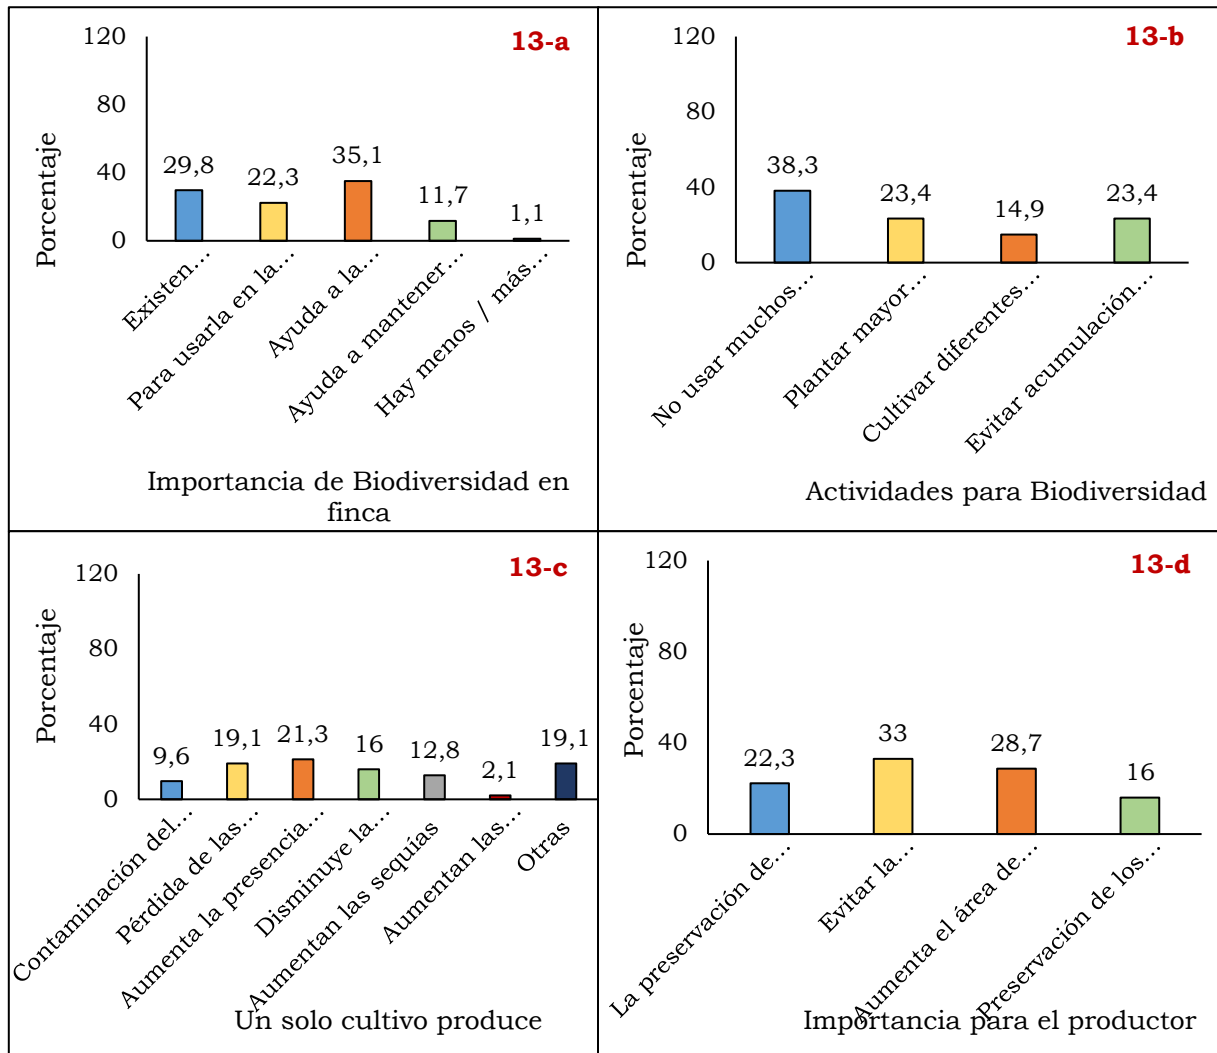 13-a
Porcentaje
120
80
40
0
29,8
22,3
35,1
11,7
1,1
Existen...
Para usarla en la...
Ayuda a la...
Ayuda a mantener...
Hay menos / más...
Importancia de Biodiversidad en
finca
13-b
Porcentaje
120
80
40
0
38,3
23,4
14,9
23,4
No usar muchos...
Plantar mayor...
Cultivar diferentes...
Evitar acumulación...
Actividades para Biodiversidad
13-c
Porcentaje
120
80
40
0
9,6
19,1
21,3
16
12,8
2,1
19,1
Contaminación del...
Pérdida de las...
Aumenta la presencia...
Disminuye la...
Aumentan las sequías
Aumentan las...
Otras
Un solo cultivo produce
13-d
Porcentaje
120
80
40
0
22,3
33
28,7
16
La preservación de...
Evitar la...
Aumenta el área de...
Preservación de los...
Importancia para el productor